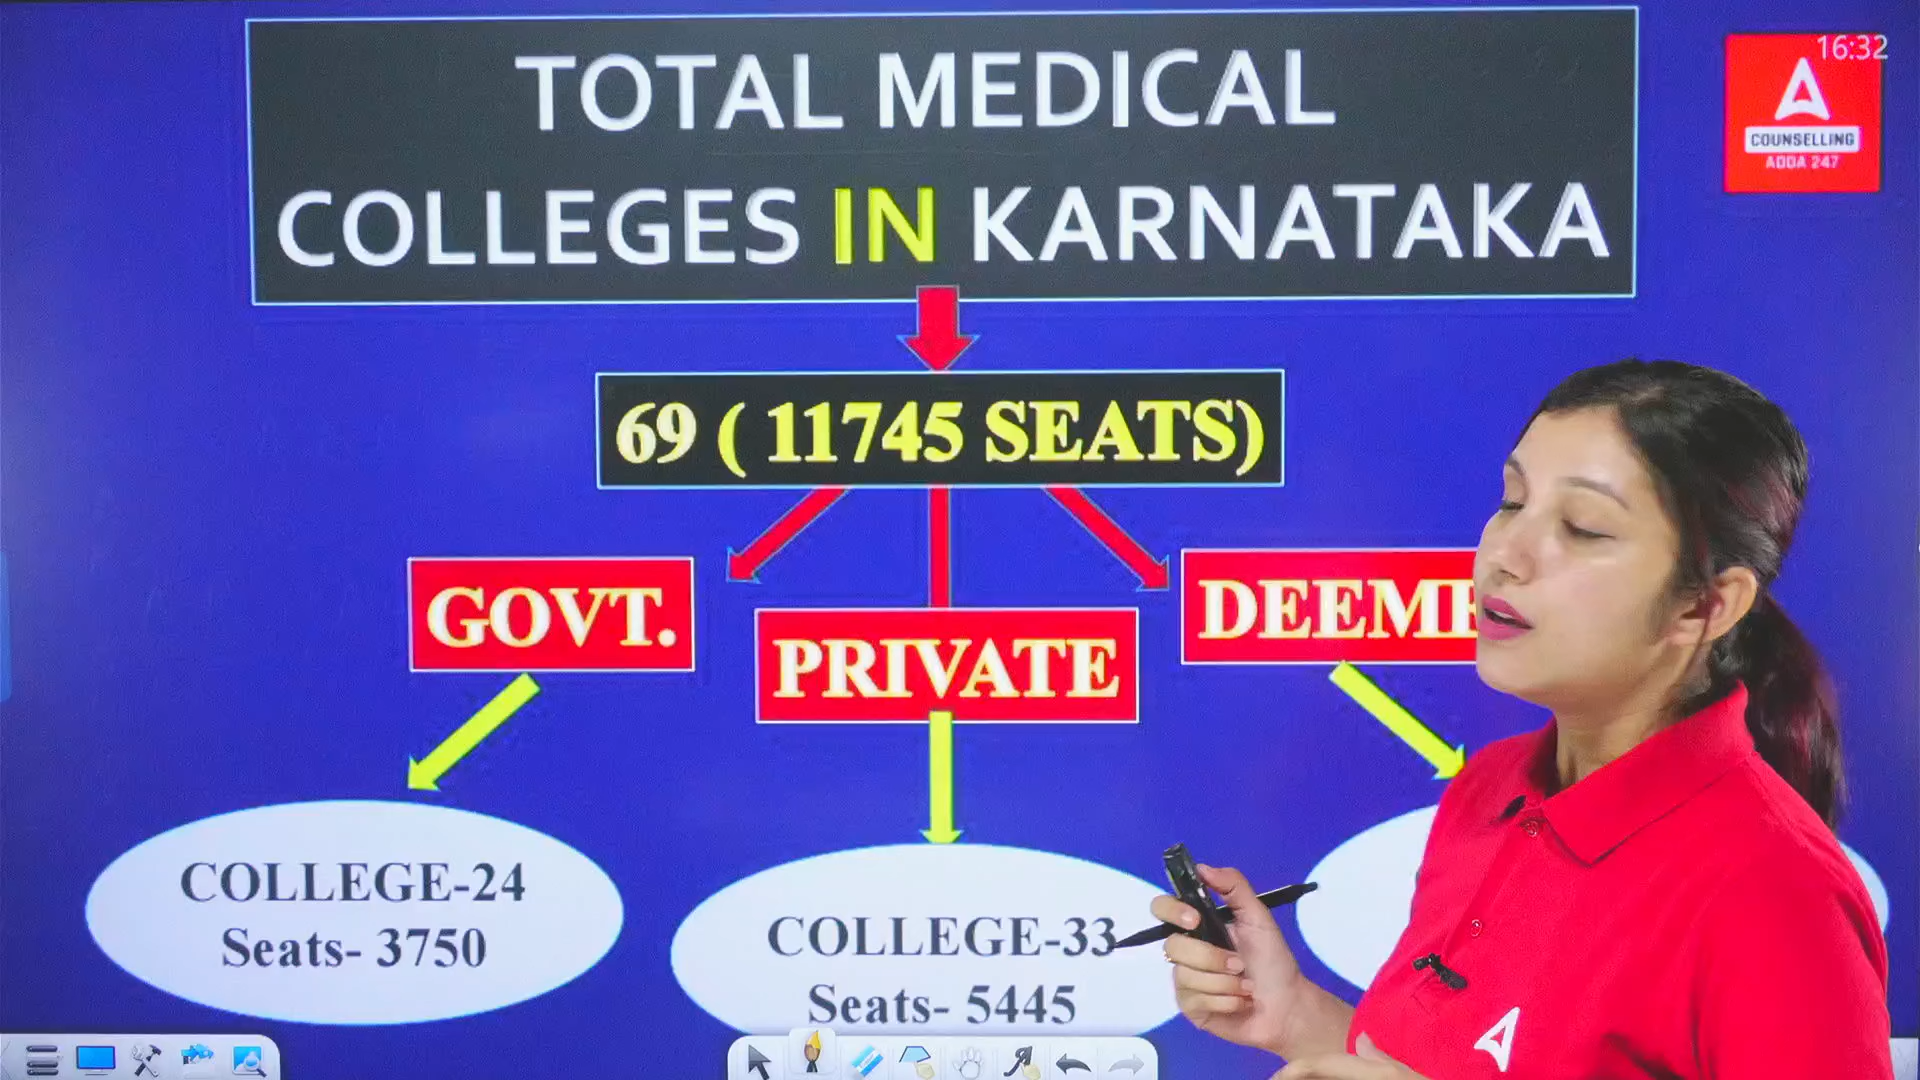 TOTAL MEDICAL
COLLEGES IN KARNATAKA
16:32
COUNSELLING
ADDA 247
69 ( 11745 SEATS)
GOVT.
PRIVATE
COLLEGE-24
Seats- 3750
COLLEGE-33
Seats- 5445